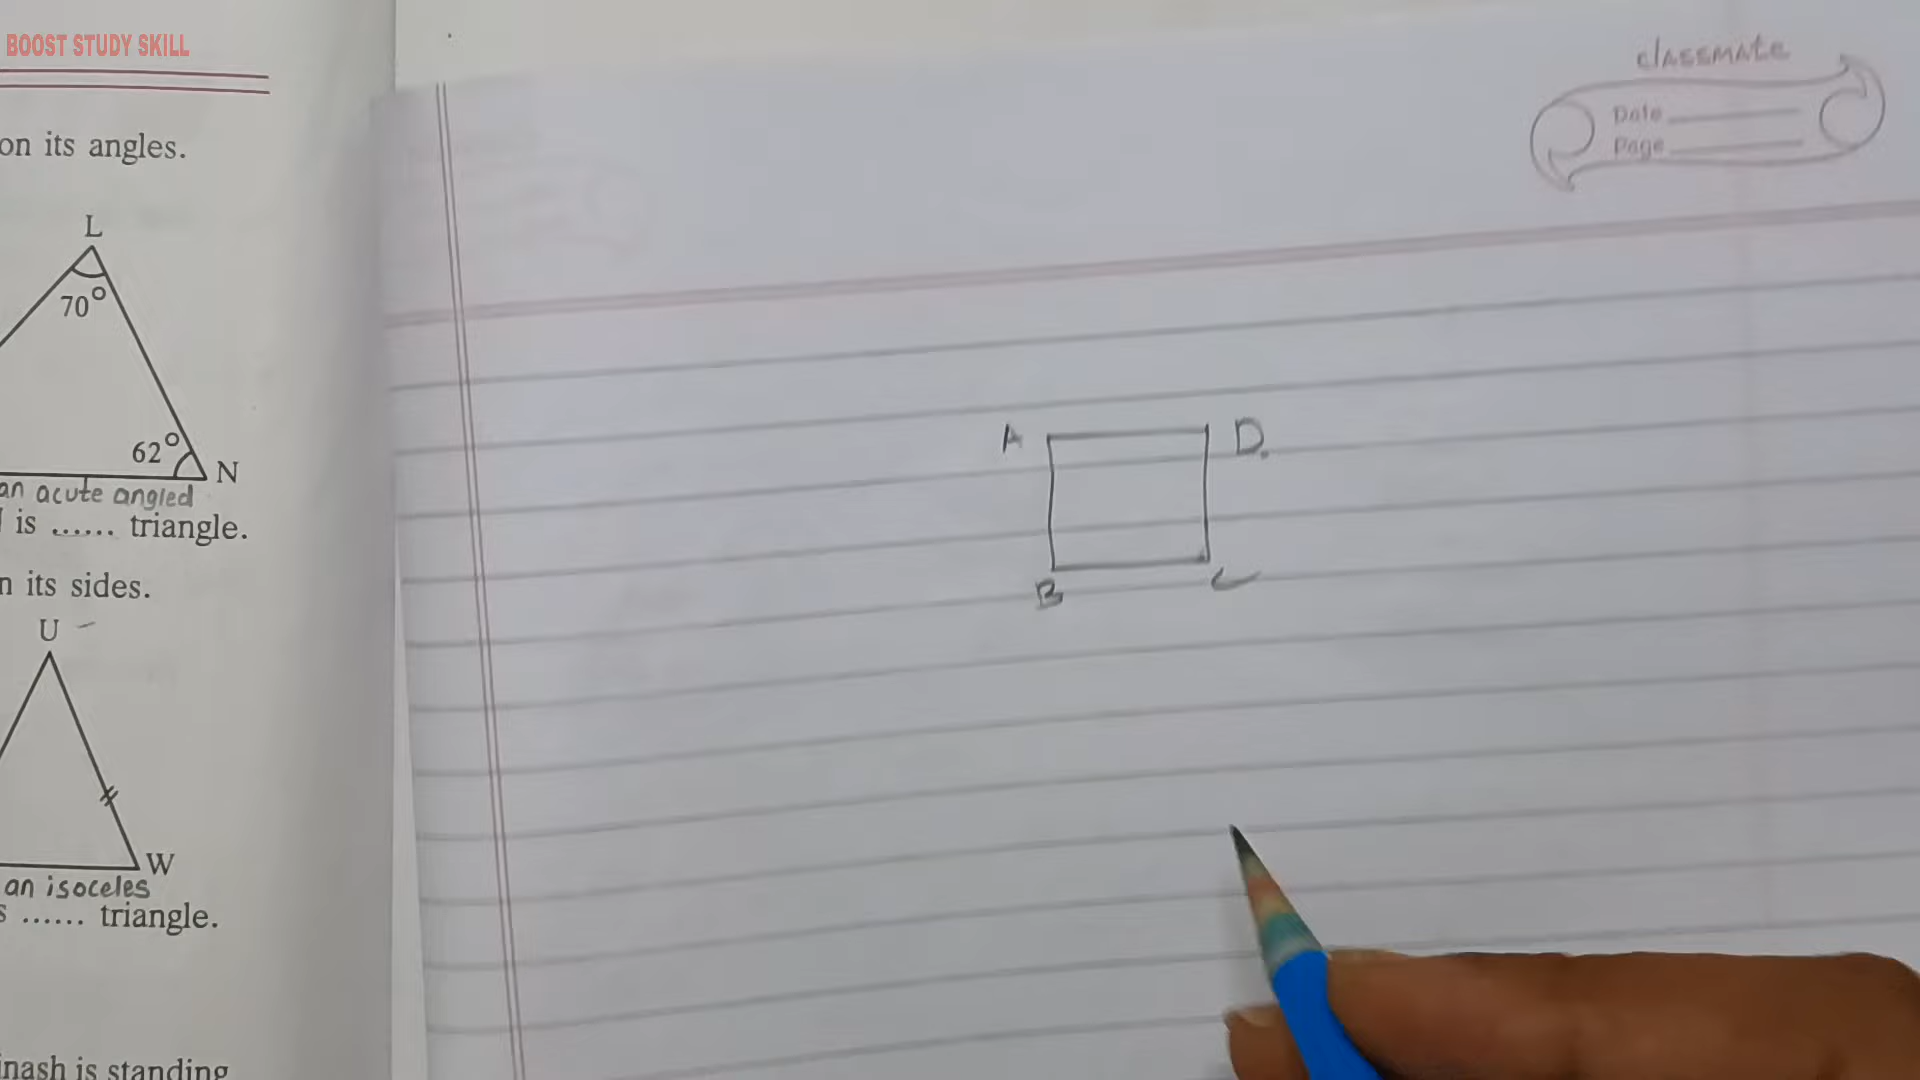 BOOST STUDY SKILL
on its angles.
L
70°
62°
N
an acute angled
is ...... triangle.
its sides.
U
W
an isoceles
...... triangle.
is standing
classmate
Date
Page
A
D.
B
C